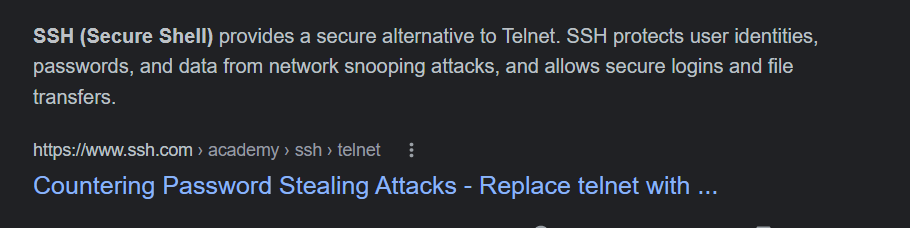 SSH (Secure Shell) provides a secure alternative to Telnet. SSH protects user identities,
passwords, and data from network snooping attacks, and allows secure logins and file
transfers.
https://www.ssh.com › academy › ssh › telnet
Countering Password Stealing Attacks - Replace telnet with ...